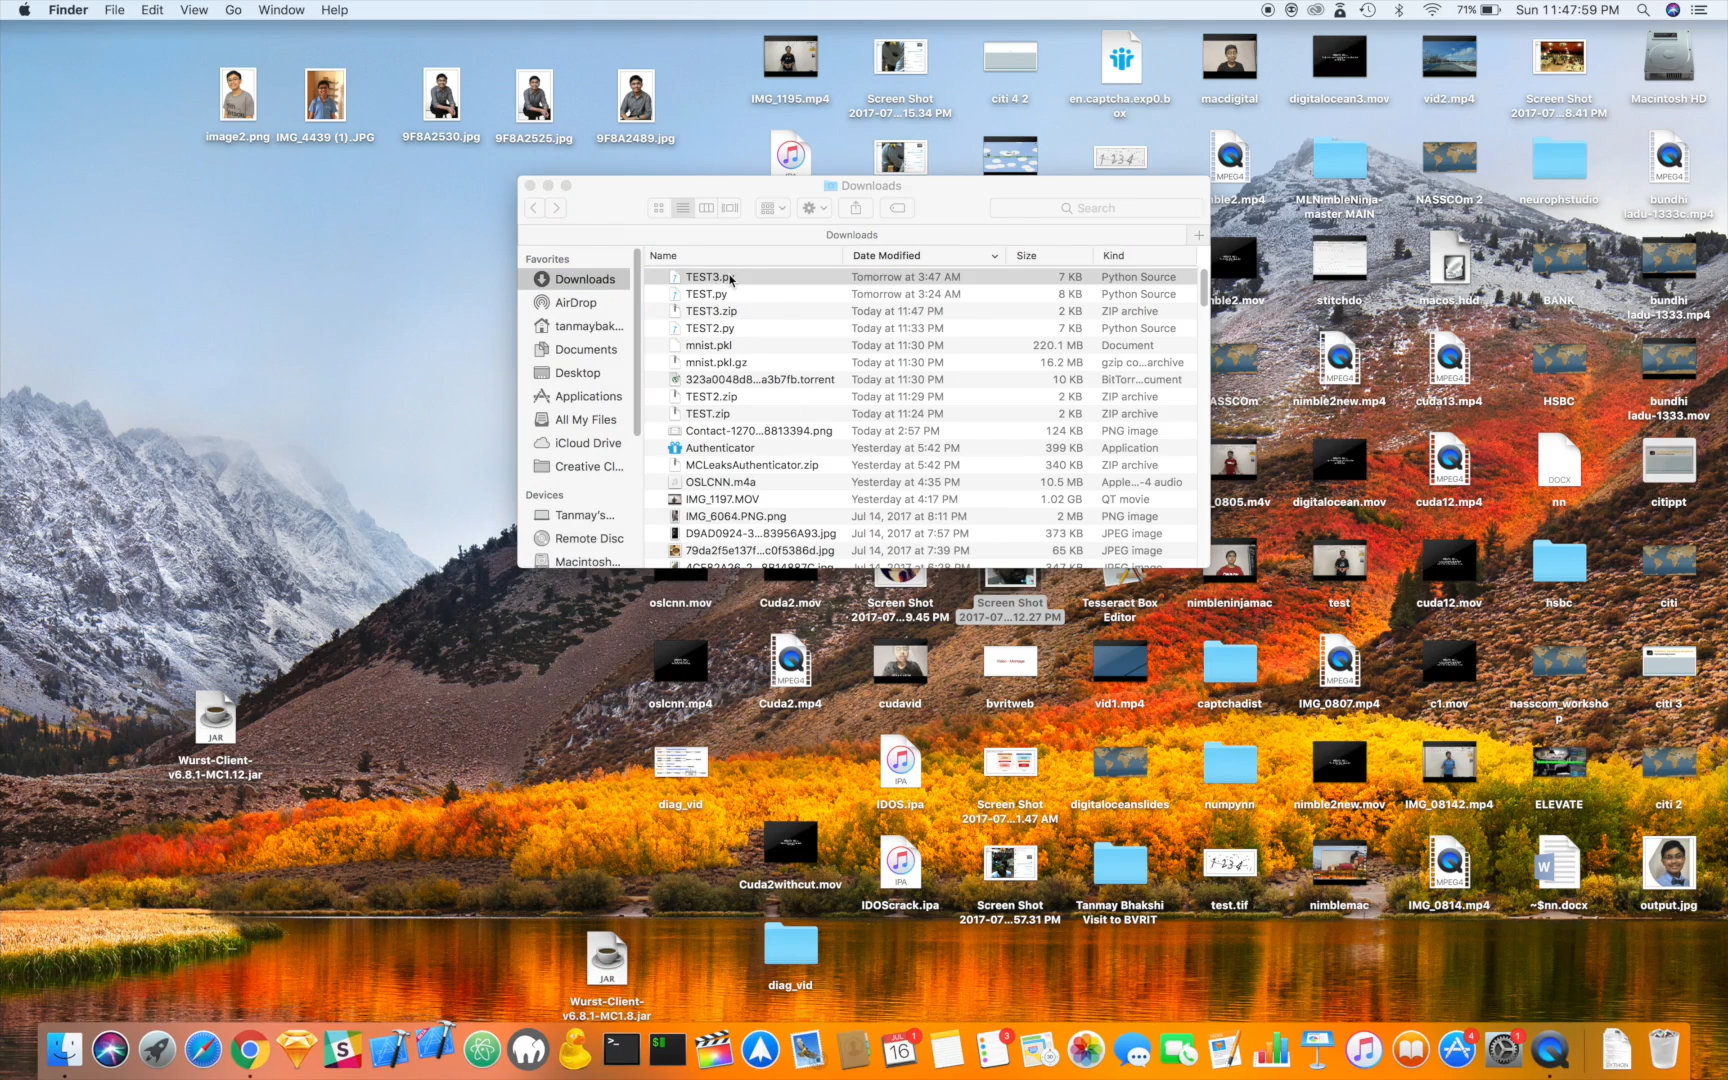 Finder File Edit View Go Window Help
71% Sun 11:47:59 PM
image2.png IMG_4439 (1).JPG 9F8A2530.jpg 9F8A2525.jpg 9F8A2489.jpg
IMG_1195.mp4
Screen Shot
2017-07...15.34 PM
citi 4 2
en.captcha.exp0.b
ox
macdigital
digitalocean3.mov
vid2.mp4
Screen Shot
2017-07...8.41 PM
Macintosh HD
Downloads
Search
Downloads
Favorites
Downloads
AirDrop
tanmaybak...
Documents
Desktop
Applications
All My Files
iCloud Drive
Creative Cl...
Devices
Tanmay's...
Remote Disc
Macintosh...
Name Date Modified Size Kind
TEST3.py Tomorrow at 3:47 AM 7 KB Python Source
TEST.py Tomorrow at 3:24 AM 8 KB Python Source
TEST3.zip Today at 11:47 PM 2 KB ZIP archive
TEST2.py Today at 11:33 PM 7 KB Python Source
mnist.pkl Today at 11:30 PM 220.1 MB Document
mnist.pkl.gz Today at 11:30 PM 16.2 MB gzip co...archive
323a0048d8...a3b7fb.torrent Today at 11:30 PM 10 KB BitTorr...cument
TEST2.zip Today at 11:29 PM 2 KB ZIP archive
TEST.zip Today at 11:24 PM 2 KB ZIP archive
Contact-1270...8813394.png Today at 2:57 PM 124 KB PNG image
Authenticator Yesterday at 5:42 PM 399 KB Application
MCLeaksAuthenticator.zip Yesterday at 5:42 PM 340 KB ZIP archive
OSLCNN.m4a Yesterday at 4:35 PM 10.5 MB Apple...-4 audio
IMG_1197.MOV Yesterday at 4:17 PM 1.02 GB QT movie
IMG_6064.PNG.png Jul 14, 2017 at 8:11 PM 2 MB PNG image
D9AD0924-3...83956A93.jpg Jul 14, 2017 at 7:57 PM 373 KB JPEG image
79da2f5e137f...c0f5386d.jpg Jul 14, 2017 at 7:39 PM 65 KB JPEG image
MPEG4
MPEG4
ble2.mp4
MLNimbleNinja-
master MAIN
NASSCOm 2
neurophstudio
bundhi
ladu-1333c.mp4
ble2.mov
stitchdo
macos.hdd
BANK
bundhi
ladu-1333.mp4
MPEG4
MPEG4
ASSCOm
nimble2new.mp4
cuda13.mp4
HSBC
bundhi
ladu-1333.mov
MPEG4
DOCX
_0805.m4v
digitalocean.mov
cuda12.mp4
nn
citippt
oslcnn.mov
Cuda2.mov
Screen Shot
2017-07...9.45 PM
Screen Shot
2017-07...12.27 PM
Tesseract Box
Editor
nimbleninjamac
test
cuda12.mov
hsbc
citi
MPEG4
MPEG4
oslcnn.mp4
Cuda2.mp4
cudavid
bvritweb
vid1.mp4
captchadist
IMG_0807.mp4
c1.mov
nasscom_worksho
p
citi 3
JAR
Wurst-Client-
v6.8.1-MC1.12.jar
IPA
diag_vid
IDOS.ipa
Screen Shot
2017-07...1.47 AM
digitaloceanslides
numpynn
nimble2new.mov
IMG_08142.mp4
ELEVATE
citi 2
IPA
MPEG4
W
Cuda2withcut.mov
IDOScrack.ipa
Screen Shot
2017-07...57.31 PM
Tanmay Bhakshi
Visit to BVRIT
test.tif
nimblemac
IMG_0814.mp4
~$nn.docx
output.jpg
JAR
Wurst-Client-
v6.8.1-MC1.8.jar
diag_vid
JUL
16
1
3
4
1
PYTHON